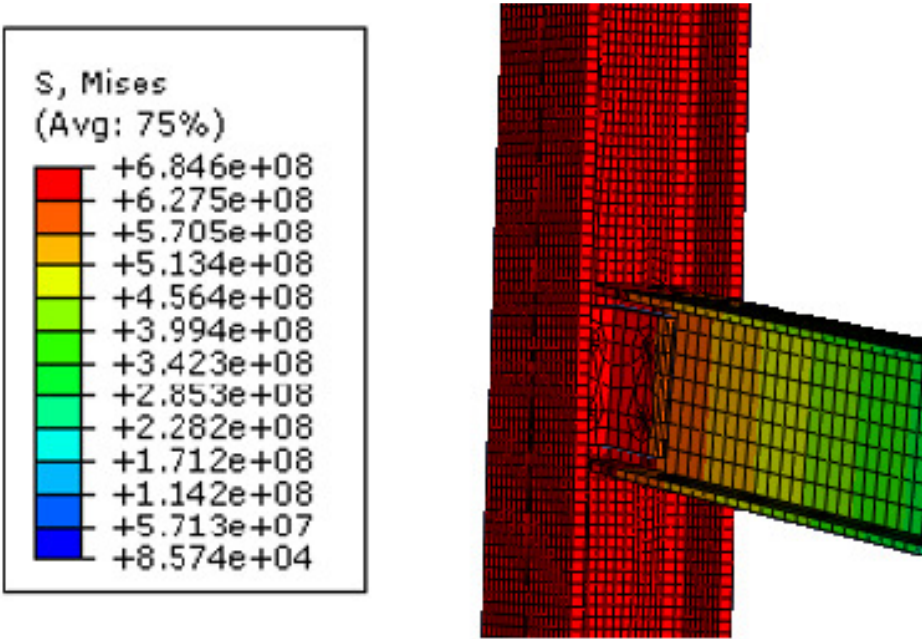 S, Mises
(Avg: 75%)
+6.846e+08
+6.275e+08
+5.705e+08
+5.134e+08
+4.564e+08
+3.994e+08
+3.423e+08
+2.853e+08
+2.282e+08
+1.712e+08
+1.142e+08
+5.713e+07
+8.574e+04